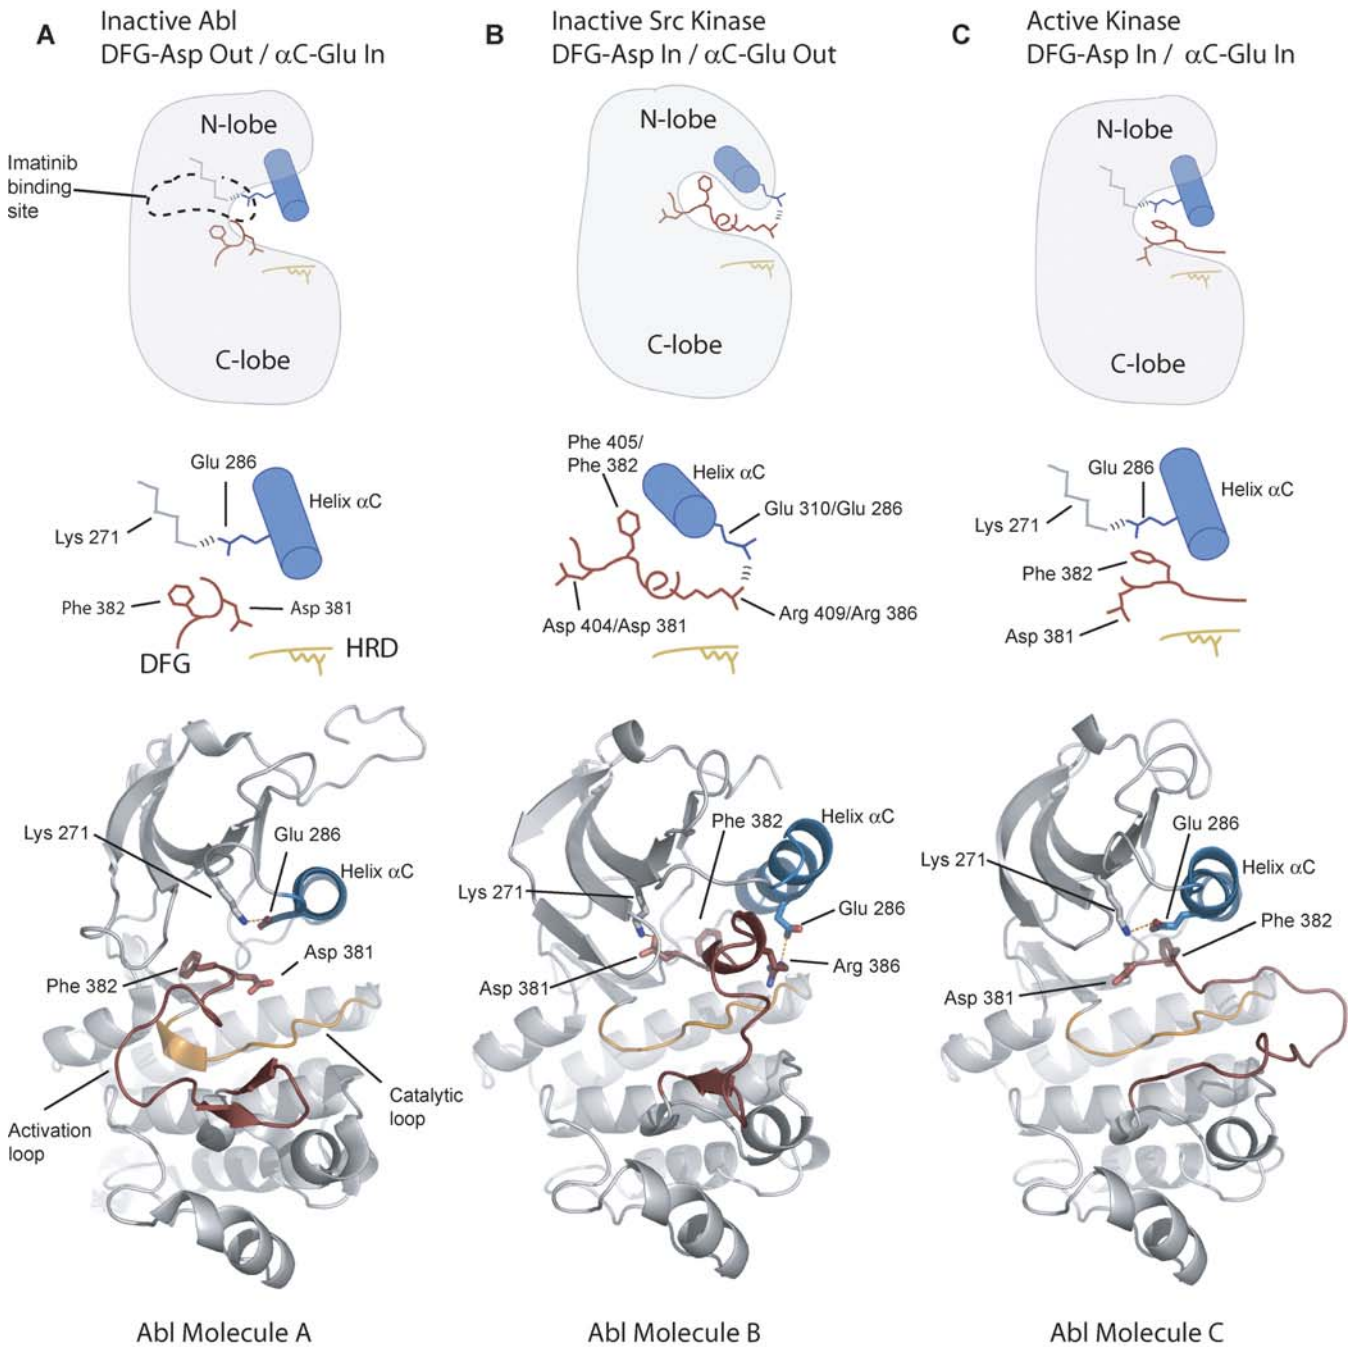 A
Inactive Abl
DFG-Asp Out / αC-Glu In
N-lobe
Imatinib
binding
site
C-lobe
Glu 286
Helix αC
Lys 271
Phe 382
Asp 381
DFG
HRD
Lys 271
Glu 286
Helix αC
Asp 381
Phe 382
Catalytic
loop
Activation
loop
Abl Molecule A
B
Inactive Src Kinase
DFG-Asp In / αC-Glu Out
N-lobe
C-lobe
Phe 405/
Phe 382
Helix αC
Glu 310/Glu 286
Asp 404/Asp 381
Arg 409/Arg 386
Phe 382
Helix αC
Lys 271
Glu 286
Asp 381
Arg 386
Abl Molecule B
C
Active Kinase
DFG-Asp In / αC-Glu In
N-lobe
C-lobe
Glu 286
Helix αC
Lys 271
Phe 382
Asp 381
Glu 286
Lys 271
Helix αC
Phe 382
Asp 381
Abl Molecule C